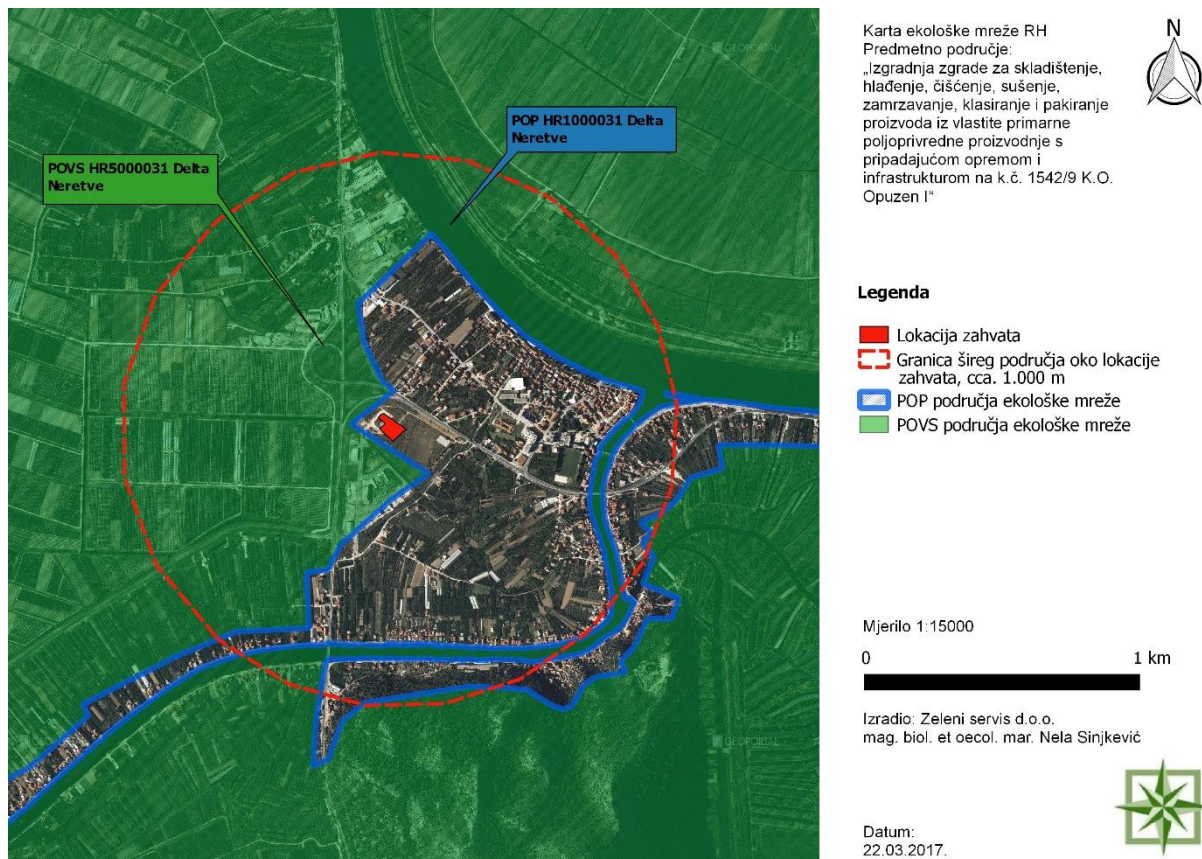 GEOPORTAL
GEOPORTAL
POP HR1000031 Delta
Neretve
POVS HR5000031 Delta
Neretve
GEOPORTAL
Karta ekološke mreže RH
Predmetno područje:
„Izgradnja zgrade za skladištenje,
hlađenje, čišćenje, sušenje,
zamrzavanje, klasiranje i pakiranje
proizvoda iz vlastite primarne
poljoprivredne proizvodnje s
pripadajućom opremom i
infrastrukturom na k.č. 1542/9 K.O.
Opuzen I“
N
Legenda
Lokacija zahvata
Granica šireg područja oko lokacije
zahvata, cca. 1.000 m
POP područja ekološke mreže
POVS područja ekološke mreže
Mjerilo 1:15000
0 1 km
Izradio: Zeleni servis d.o.o.
mag. biol. et oecol. mar. Nela Sinjkević
Datum:
22.03.2017.